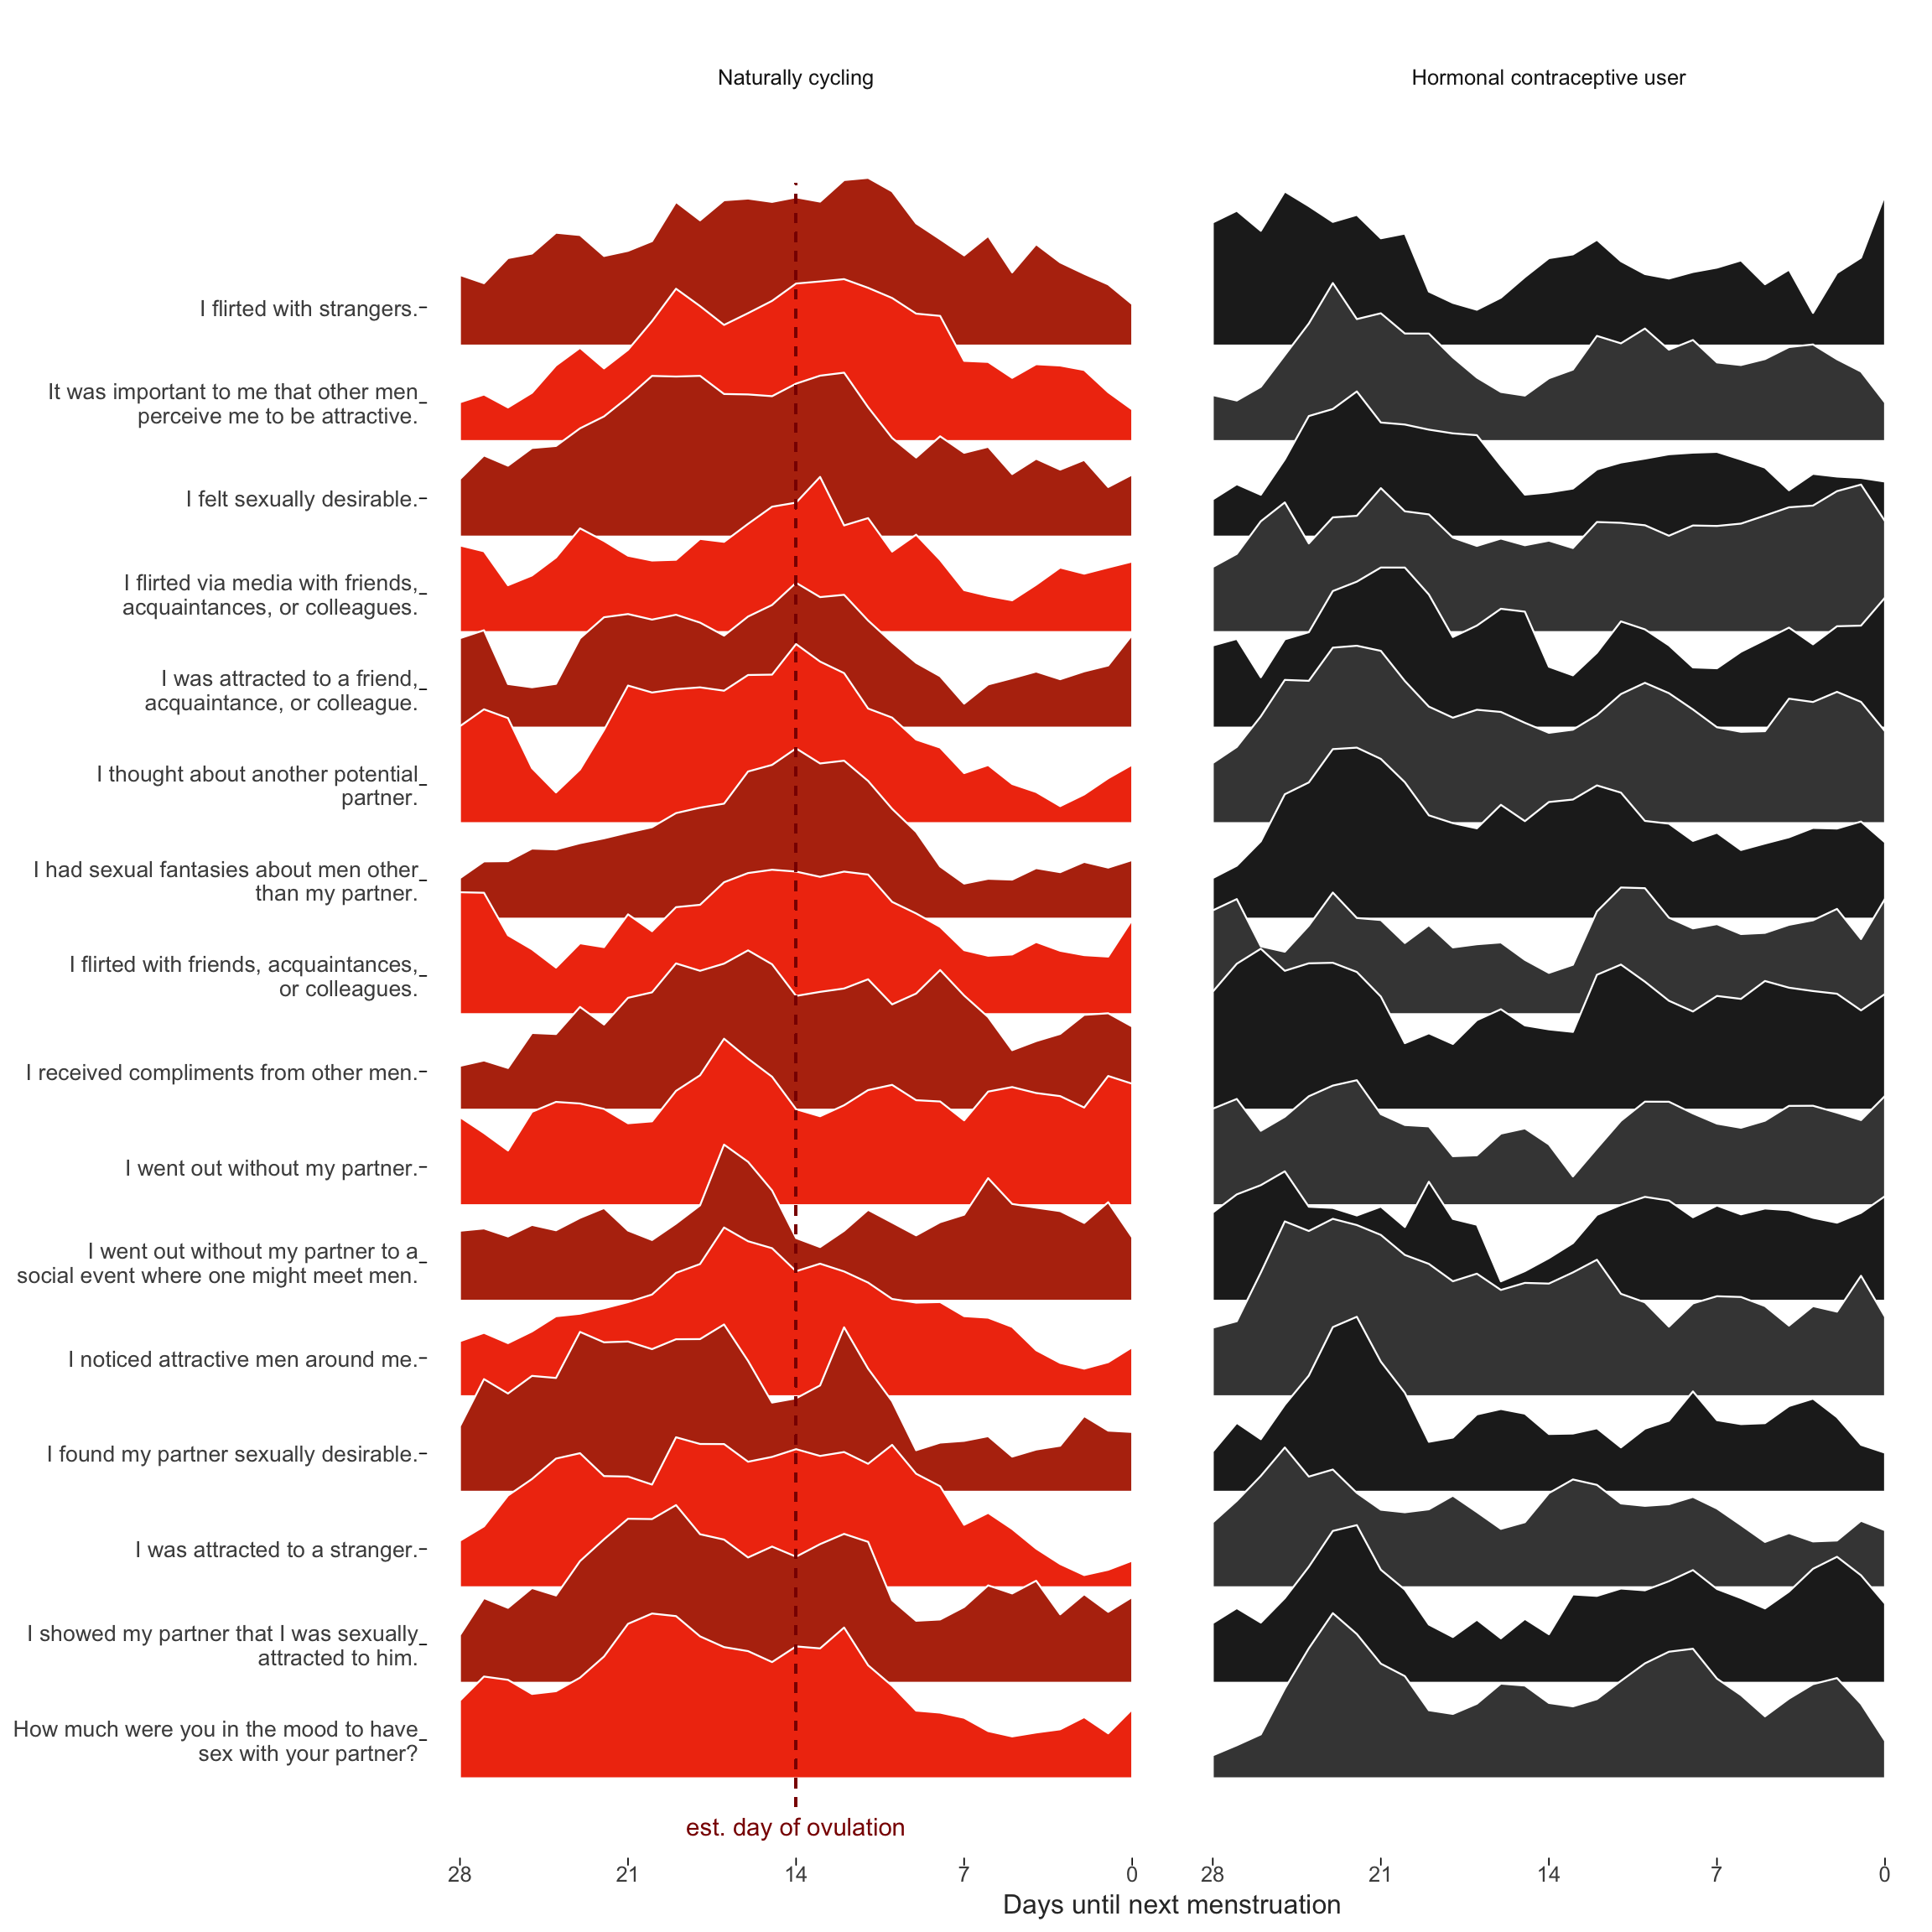 Naturally cycling
Hormonal contraceptive user
I flirted with strangers.
It was important to me that other men
perceive me to be attractive.
I felt sexually desirable.
I flirted via media with friends,
acquaintances, or colleagues.
I was attracted to a friend,
acquaintance, or colleague.
I thought about another potential
partner.
I had sexual fantasies about men other
than my partner.
I flirted with friends, acquaintances,
or colleagues.
I received compliments from other men.
I went out without my partner.
I went out without my partner to a
social event where one might meet men.
I noticed attractive men around me.
I found my partner sexually desirable.
I was attracted to a stranger.
I showed my partner that I was sexually
attracted to him.
How much were you in the mood to have
sex with your partner?
est. day of ovulation
28 21 14 7 0 28 21 14 7 0
Days until next menstruation